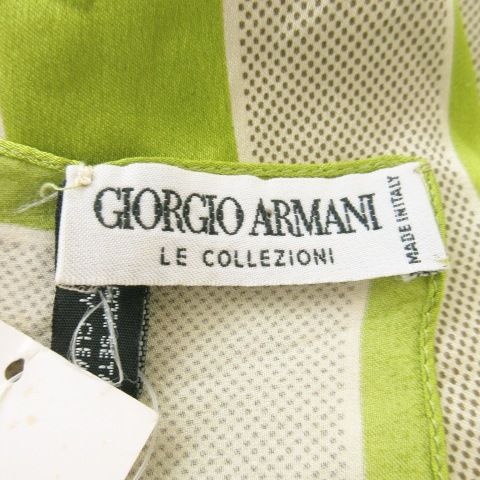 GIORGIO ARMANI
LE COLLEZIONI
MADE IN ITALY